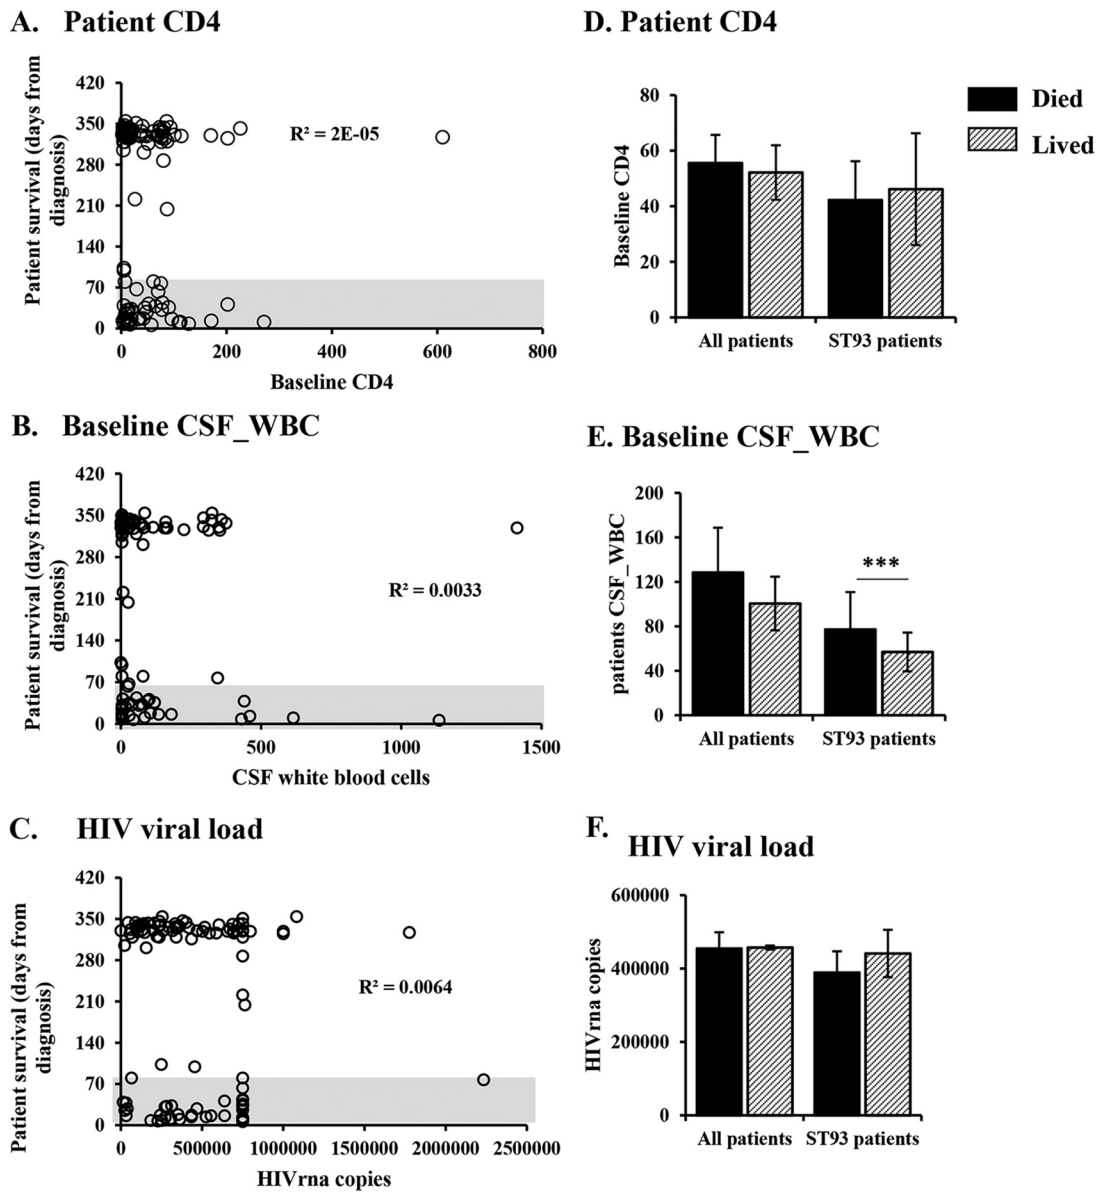 A. Patient CD4
Patient survival (days from
diagnosis)
420
350
280
210
140
70
0
R² = 2E-05
0 200 400 600 800
Baseline CD4
D. Patient CD4
Baseline CD4
80
60
40
20
0
All patients ST93 patients
Died
Lived
B. Baseline CSF_WBC
Patient survival (days from
diagnosis)
420
350
280
210
140
70
0
R² = 0.0033
0 500 1000 1500
CSF white blood cells
E. Baseline CSF_WBC
patients CSF_WBC
200
160
120
80
40
0
***
All patients ST93 patients
C. HIV viral load
Patient survival (days from
diagnosis)
420
350
280
210
140
70
0
R² = 0.0064
0 500000 1000000 1500000 2000000 2500000
HIVrna copies
F. HIV viral load
HIVrna copies
600000
400000
200000
0
All patients ST93 patients